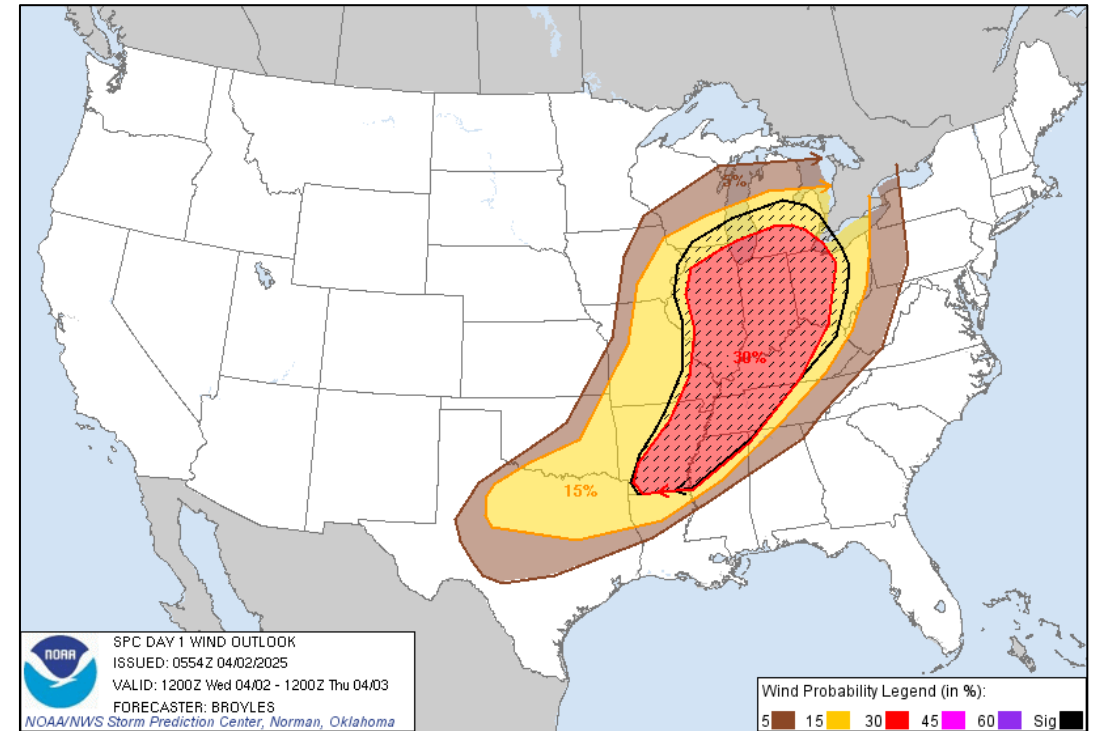 5%
30%
15%
NOAA
SPC DAY 1 WIND OUTLOOK
ISSUED: 0554Z 04/02/2025
VALID: 1200Z Wed 04/02 - 1200Z Thu 04/03
FORECASTER: BROYLES
NOAA/NWS Storm Prediction Center, Norman, Oklahoma
Wind Probability Legend (in %):
5 15 30 45 60 Sig